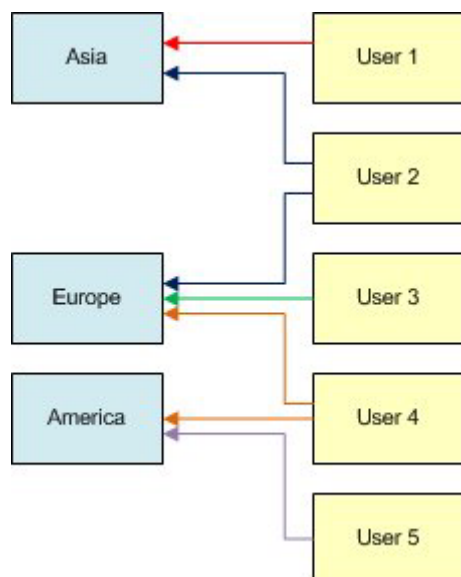 Asia
User 1
User 2
Europe
User 3
America
User 4
User 5